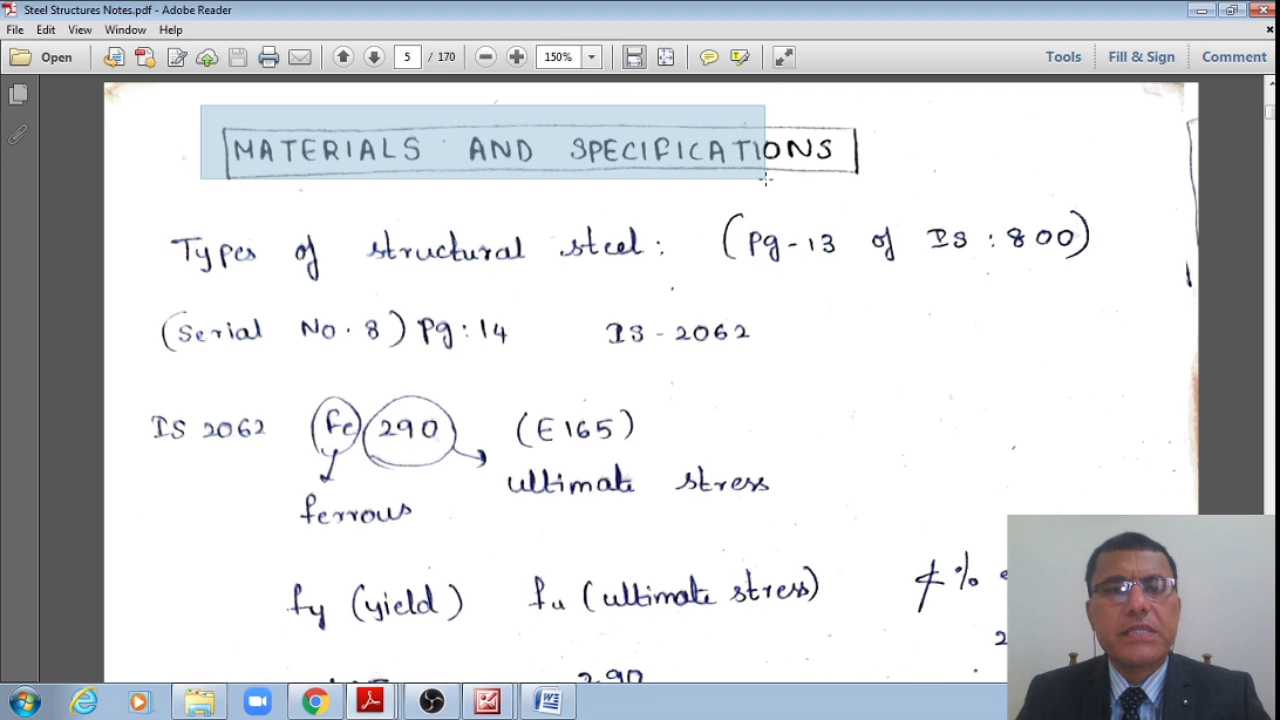 Steel Structures Notes.pdf - Adobe Reader
File Edit View Window Help
Open 5 / 170 150% Tools Fill & Sign Comment
MATERIALS AND SPECIFICATIONS
Types of structural steel: (Pg-13 of IS:800)
(Serial No. 8) Pg:14 IS-2062
IS 2062 Fe 290 (E165)
ultimate stress
ferrous
fy (yield) fu (ultimate stress) %
290